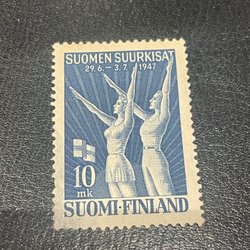 SUOMEN SUURKISAT
29.6. – 3.7. 1947
10
mk
SUOMI-FINLAND